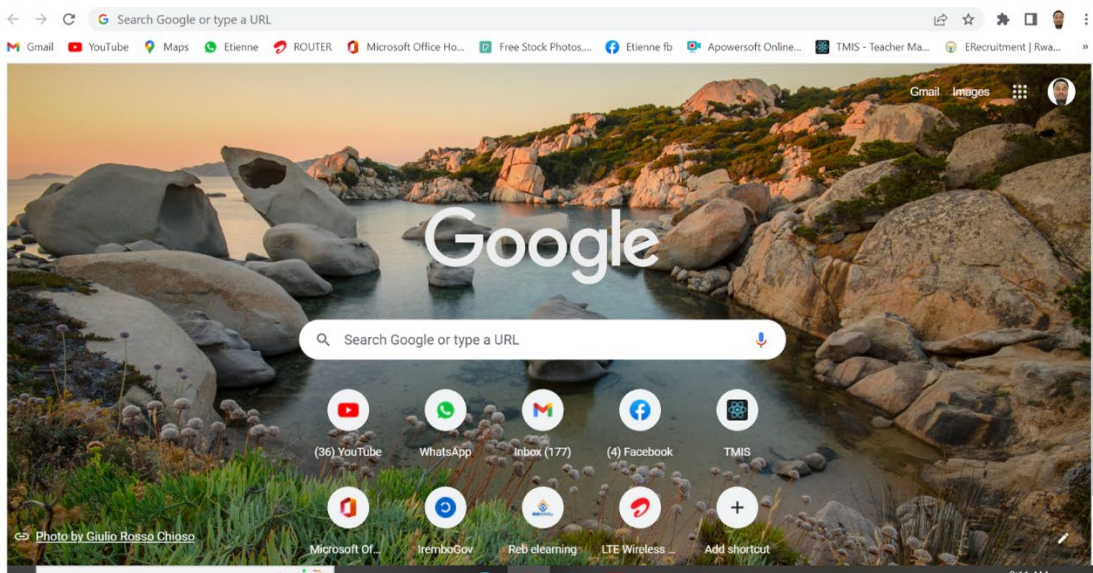 Search Google or type a URL
Gmail YouTube Maps Etienne ROUTER Microsoft Office Ho... Free Stock Photos,... Etienne fb Apowersoft Online... TMIS - Teacher Ma... ERecruitment | Rwa... »
Gmail Images
Google
Search Google or type a URL
(36) YouTube WhatsApp Inbox (177) (4) Facebook TMIS
Microsoft Of... IremboGov Reb elearning LTE Wireless ... Add shortcut
Photo by Giulio Rosso Chioso